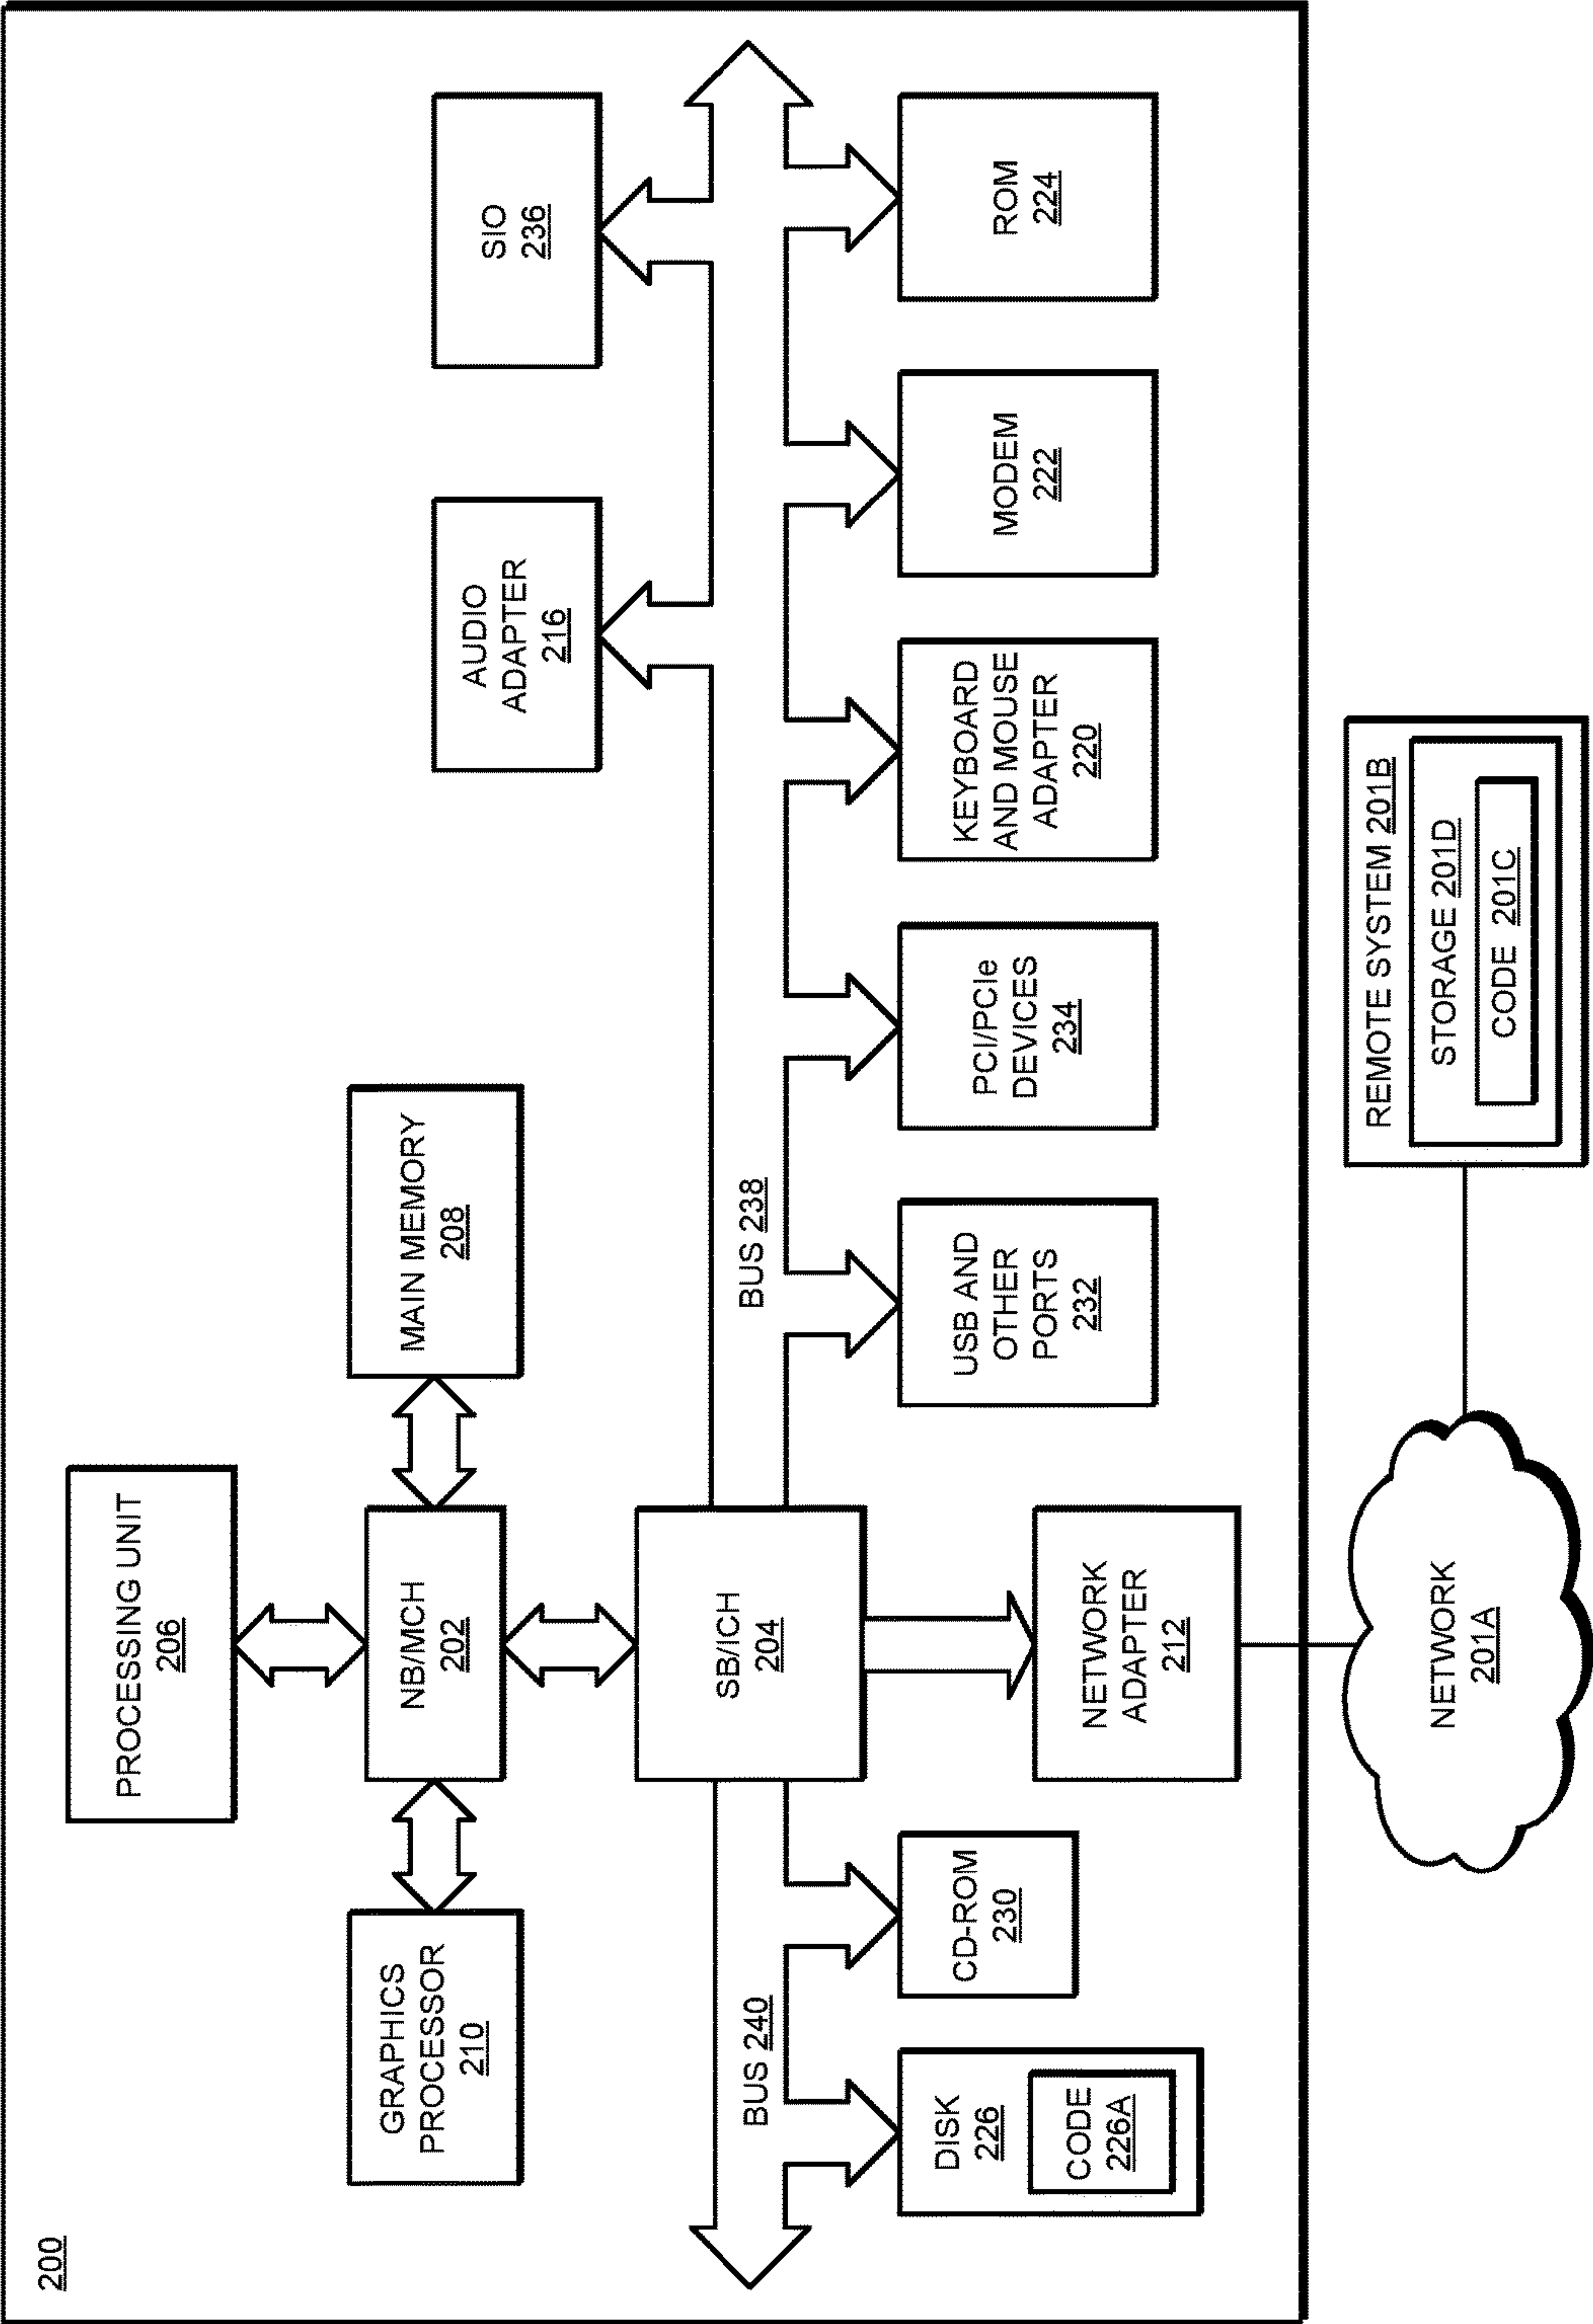 200
PROCESSING UNIT
206
GRAPHICS
PROCESSOR
210
NB/MCH
202
MAIN MEMORY
208
AUDIO
ADAPTER
216
SIO
236
SB/ICH
204
BUS 240
BUS 238
DISK
226
CODE
226A
CD-ROM
230
NETWORK
ADAPTER
212
USB AND
OTHER
PORTS
232
PCI/PCIe
DEVICES
234
KEYBOARD
AND MOUSE
ADAPTER
220
MODEM
222
ROM
224
NETWORK
201A
REMOTE SYSTEM 201B
STORAGE 201D
CODE 201C